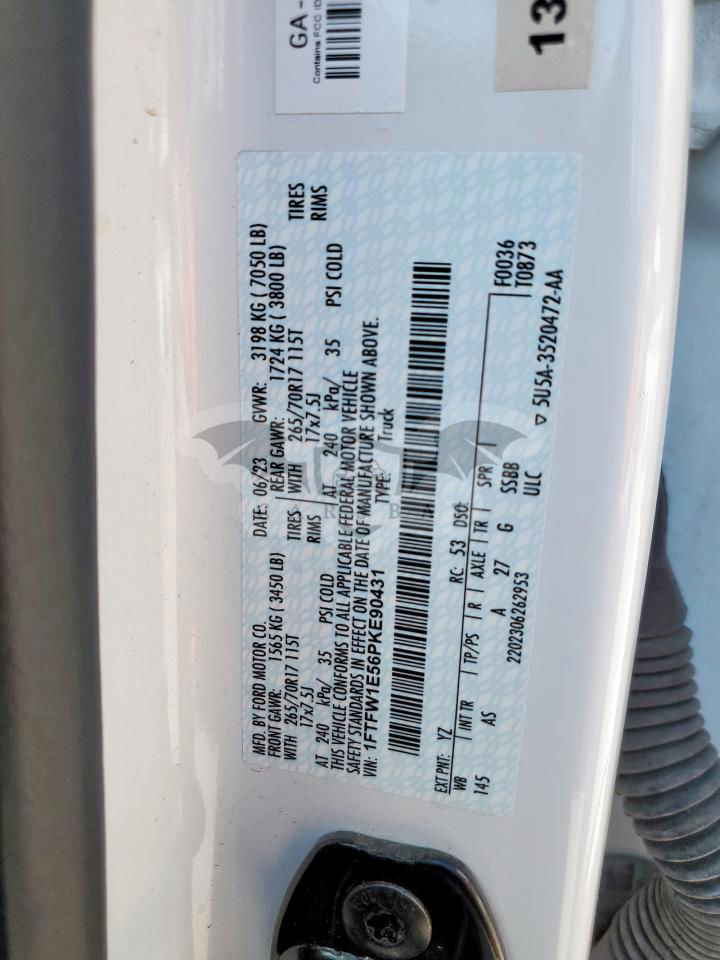 GA -
Contains FCC ID
13
MFD. BY FORD MOTOR CO. DATE: 06/23 GVWR: 3198 KG ( 7050 LB)
FRONT GAWR: 1565 KG ( 3450 LB) REAR GAWR: 1724 KG ( 3800 LB)
WITH 265/70R17 115T TIRES WITH 265/70R17 115T TIRES
17x7.5J RIMS 17x7.5J RIMS
AT 240 kPa/ 35 PSI COLD AT 240 kPa/ 35 PSI COLD
THIS VEHICLE CONFORMS TO ALL APPLICABLE FEDERAL MOTOR VEHICLE
SAFETY STANDARDS IN EFFECT ON THE DATE OF MANUFACTURE SHOWN ABOVE.
VIN: 1FTFW1E56PKE90431 TYPE: Truck
EXT PNT: YZ RC: 53 DSO: F0036
WB INT TR TP/PS R AXLE TR SPR T0873
145 AS A 27 G SSBB
2202306262953 ULC ▽ 5U5A-3520472-AA